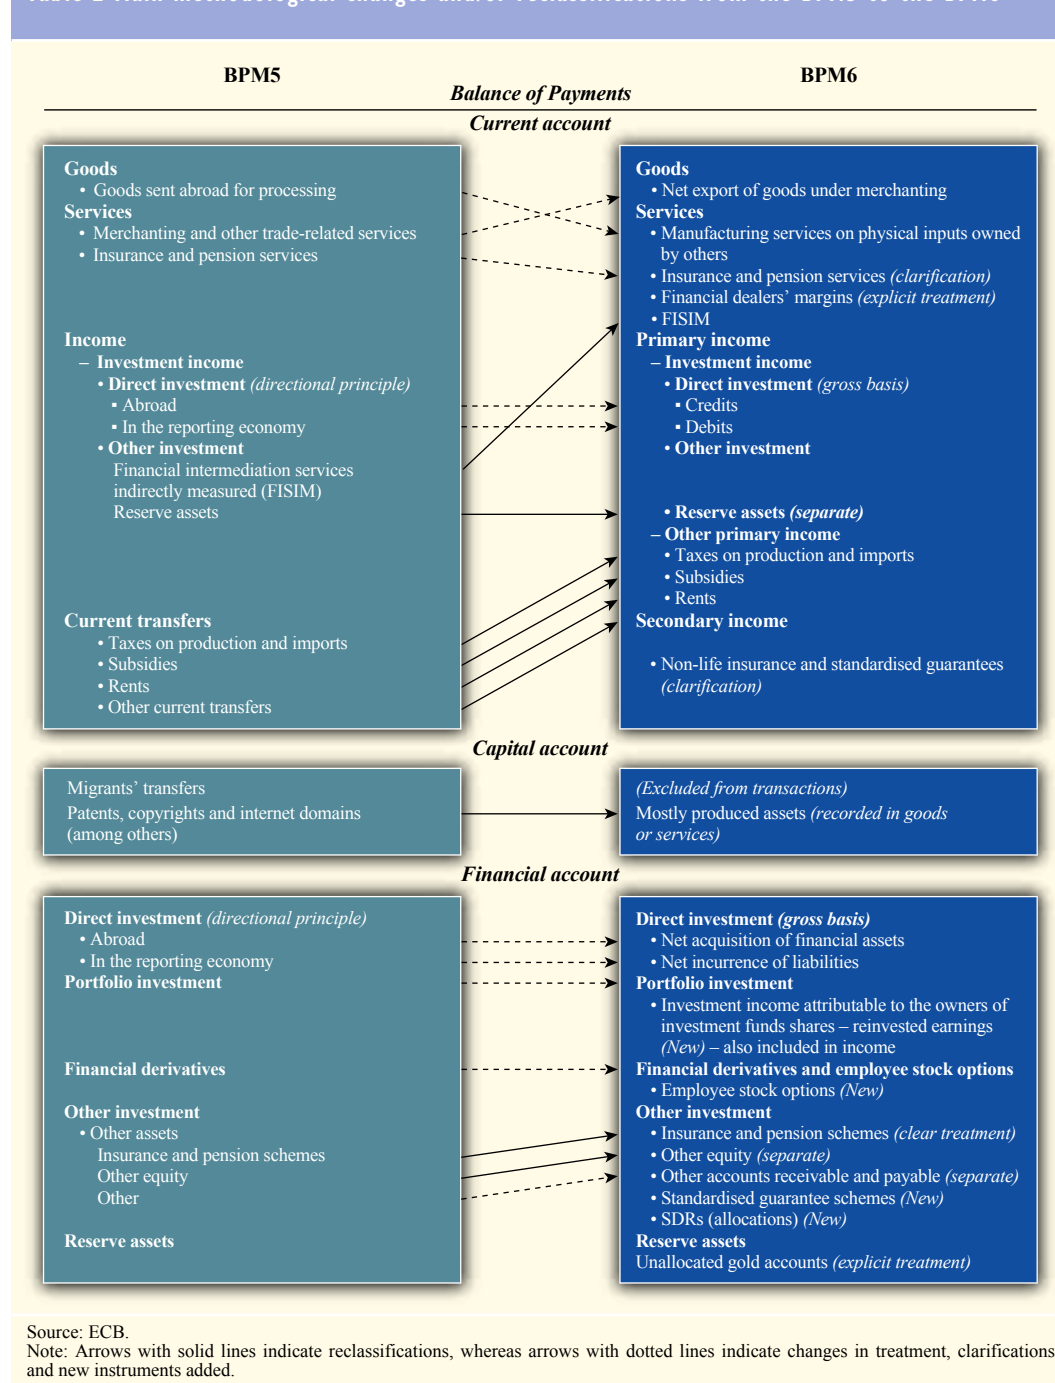 BPM5
BPM6
Balance of Payments
Current account
Goods
• Goods sent abroad for processing
Services
• Merchanting and other trade-related services
• Insurance and pension services
Income
– Investment income
• Direct investment (directional principle)
▪ Abroad
▪ In the reporting economy
• Other investment
Financial intermediation services
indirectly measured (FISIM)
Reserve assets
Current transfers
• Taxes on production and imports
• Subsidies
• Rents
• Other current transfers
Goods
• Net export of goods under merchanting
Services
• Manufacturing services on physical inputs owned
by others
• Insurance and pension services (clarification)
• Financial dealers’ margins (explicit treatment)
• FISIM
Primary income
– Investment income
• Direct investment (gross basis)
▪ Credits
▪ Debits
• Other investment
• Reserve assets (separate)
– Other primary income
• Taxes on production and imports
• Subsidies
• Rents
Secondary income
• Non-life insurance and standardised guarantees
(clarification)
Capital account
Migrants’ transfers
Patents, copyrights and internet domains
(among others)
(Excluded from transactions)
Mostly produced assets (recorded in goods
or services)
Financial account
Direct investment (directional principle)
• Abroad
• In the reporting economy
Portfolio investment
Financial derivatives
Other investment
• Other assets
Insurance and pension schemes
Other equity
Other
Reserve assets
Direct investment (gross basis)
• Net acquisition of financial assets
• Net incurrence of liabilities
Portfolio investment
• Investment income attributable to the owners of
investment funds shares – reinvested earnings
(New) – also included in income
Financial derivatives and employee stock options
• Employee stock options (New)
Other investment
• Insurance and pension schemes (clear treatment)
• Other equity (separate)
• Other accounts receivable and payable (separate)
• Standardised guarantee schemes (New)
• SDRs (allocations) (New)
Reserve assets
Unallocated gold accounts (explicit treatment)
Source: ECB.
Note: Arrows with solid lines indicate reclassifications, whereas arrows with dotted lines indicate changes in treatment, clarifications
and new instruments added.